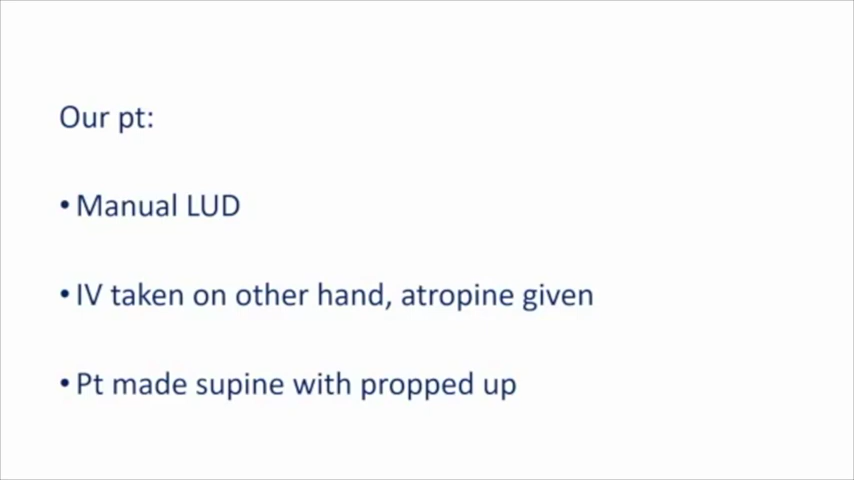 Our pt:
• Manual LUD
• IV taken on other hand, atropine given
• Pt made supine with propped up